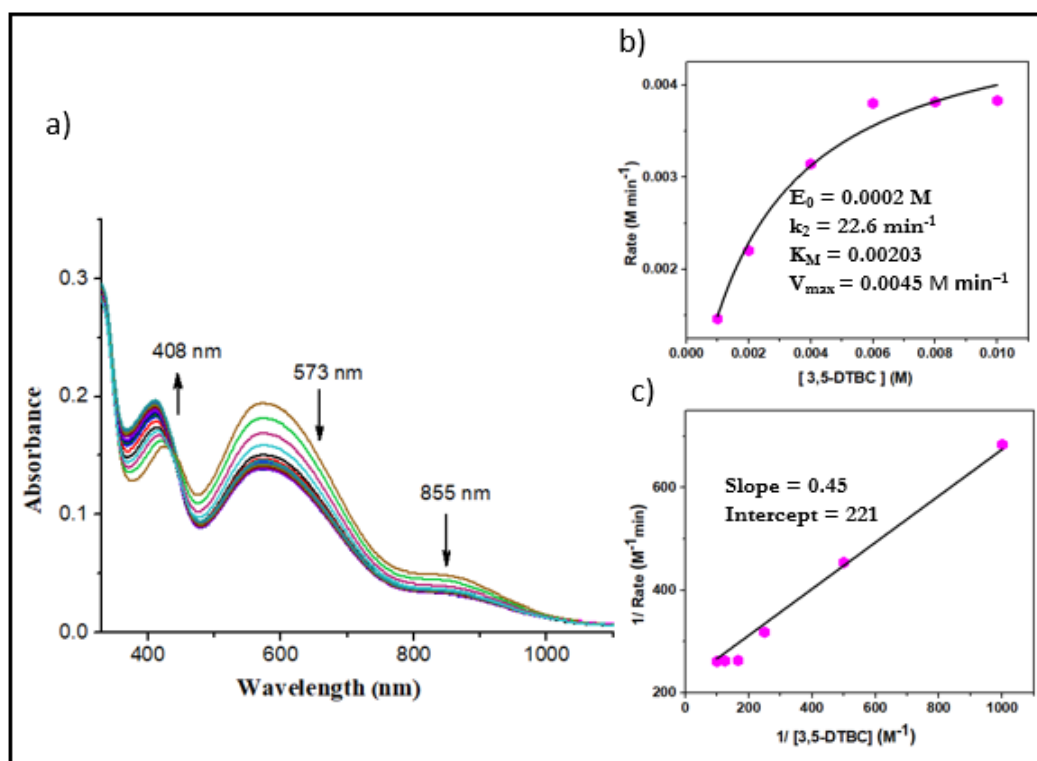 a)
408 nm
573 nm
855 nm
0.3
0.2
0.1
0.0
400 600 800 1000
Absorbance
Wavelength (nm)
b)
0.004
0.003
0.002
Rate (M min⁻¹)
E₀ = 0.0002 M
k₂ = 22.6 min⁻¹
K_M = 0.00203
V_max = 0.0045 M min⁻¹
0.000 0.002 0.004 0.006 0.008 0.010
[ 3,5-DTBC ] (M)
c)
600
400
200
1/ Rate (M⁻¹min)
Slope = 0.45
Intercept = 221
0 200 400 600 800 1000
1/ [3,5-DTBC] (M⁻¹)